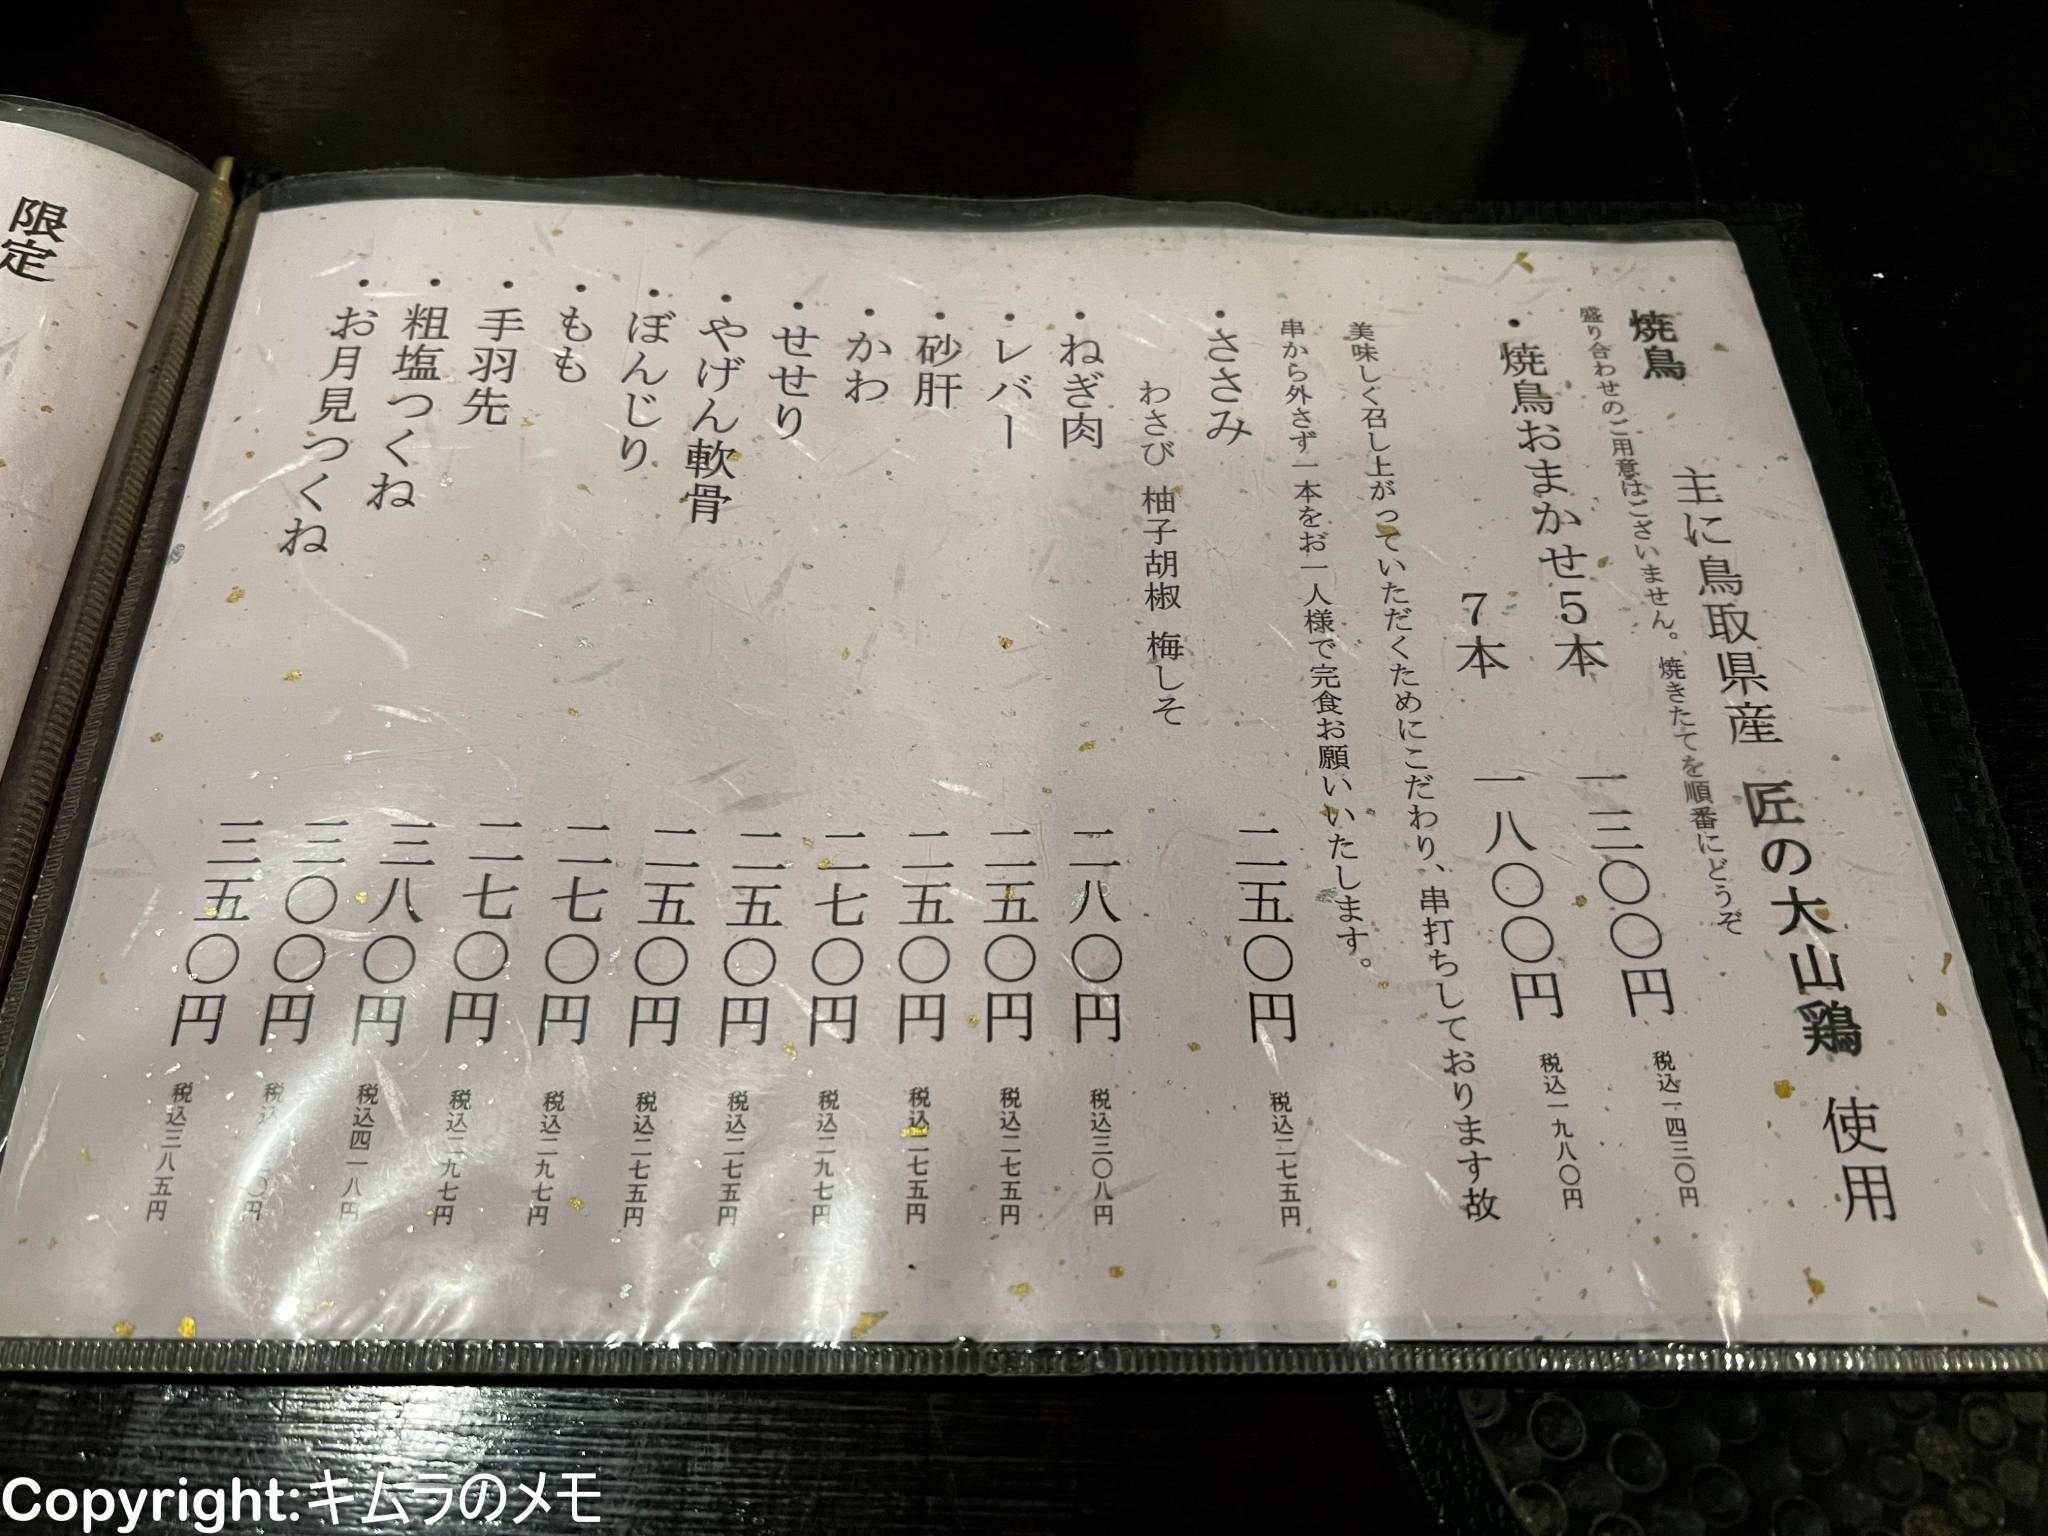 焼鳥　主に鳥取県産 匠の大山鶏 使用
盛り合わせのご用意はございません。焼きたてを順番にどうぞ
・焼鳥おまかせ５本　一三〇〇円　税込一四三〇円
７本　一八〇〇円　税込一九八〇円
美味しく召し上がっていただくためにこだわり、串打ちしております故
串から外さず一本をお一人様で完食お願いいたします。
・ささみ　二五〇円　税込二七五円
わさび 柚子胡椒 梅しそ
・ねぎ肉　二八〇円　税込三〇八円
・レバー　二五〇円　税込二七五円
・砂肝　二五〇円　税込二七五円
・かわ　二七〇円　税込二九七円
・せせり　二五〇円　税込二七五円
・やげん軟骨　二五〇円　税込二七五円
・ぼんじり　二七〇円　税込二九七円
・もも　二七〇円　税込二九七円
・手羽先　三八〇円　税込四一八円
・粗塩つくね　三〇〇円　税込
・お月見つくね　三五〇円　税込三八五円
限定
Copyright:キムラのメモ